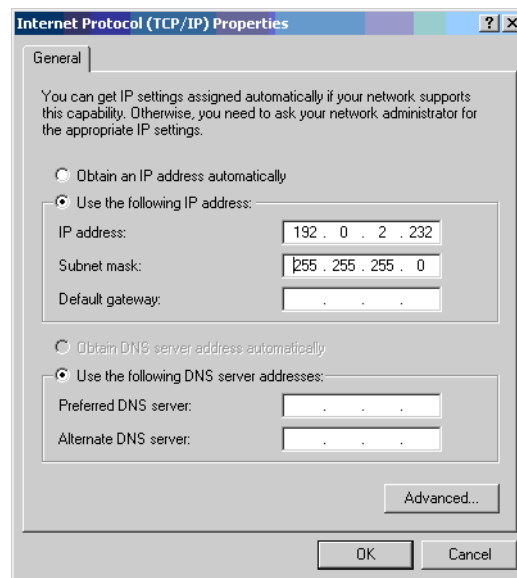 Internet Protocol (TCP/IP) Properties
General
You can get IP settings assigned automatically if your network supports
this capability. Otherwise, you need to ask your network administrator for
the appropriate IP settings.
Obtain an IP address automatically
Use the following IP address:
IP address: 192 . 0 . 2 . 232
Subnet mask: 255 . 255 . 255 . 0
Default gateway: . . .
Obtain DNS server address automatically
Use the following DNS server addresses:
Preferred DNS server: . . .
Alternate DNS server: . . .
Advanced...
OK Cancel